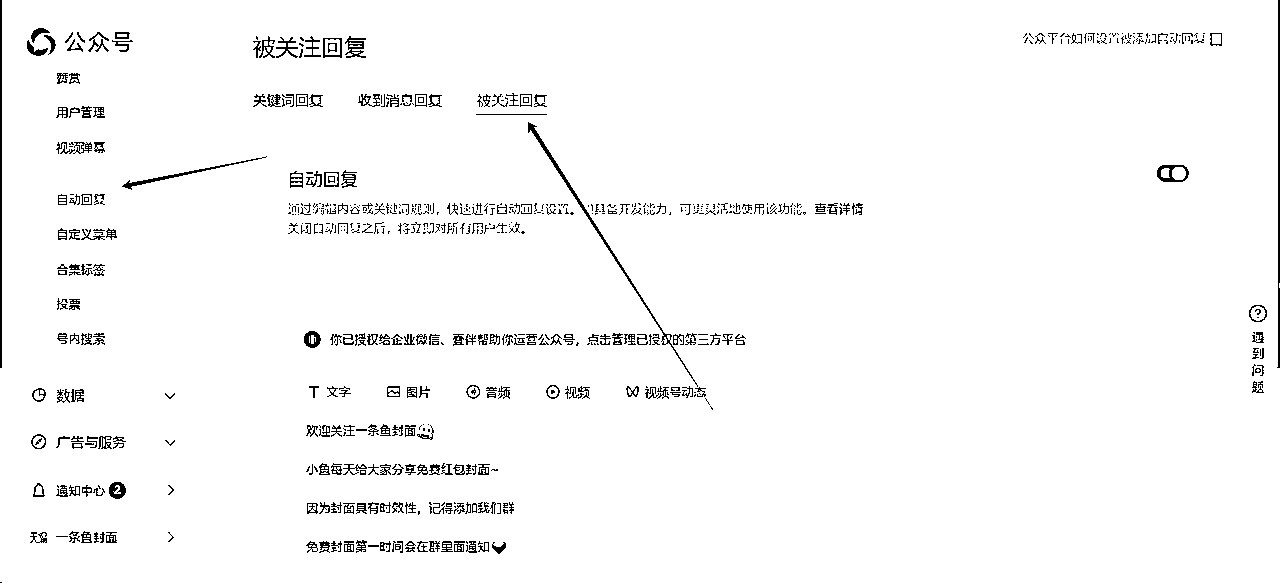 公众号
赞赏
用户管理
视频弹幕
自动回复
自定义菜单
合集标签
投票
号内搜索
数据
广告与服务
通知中心 2
一条鱼封面
被关注回复
公众平台如何设置被添加自动回复
关键词回复 收到消息回复 被关注回复
自动回复
通过编辑内容或关键词规则，快速进行自动回复设置。具备开发能力，可更灵活地使用该功能。查看详情
关闭自动回复之后，将立即对所有用户生效。
你已授权给企业微信、壹伴帮助你运营公众号，点击管理已授权的第三方平台
文字 图片 音频 视频 视频号动态
欢迎关注一条鱼封面
小鱼每天给大家分享免费红包封面~
因为封面具有时效性，记得添加我们群
免费封面第一时间会在群里面通知
遇到问题